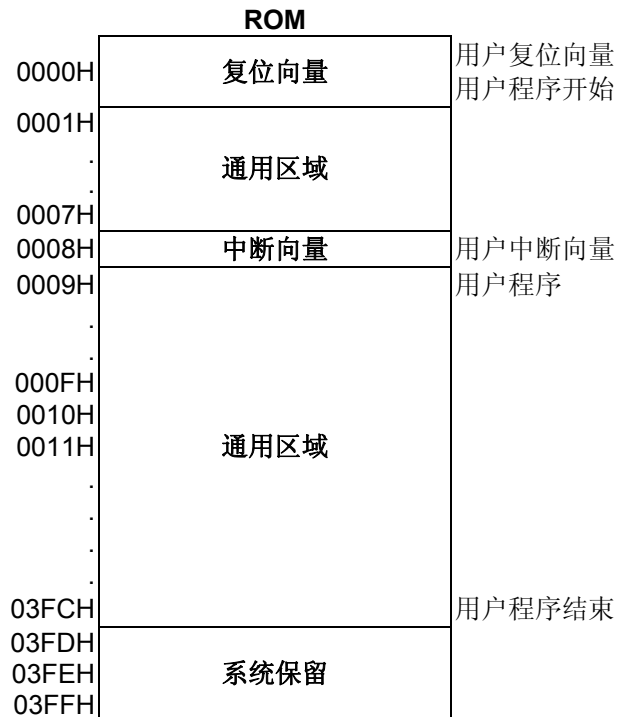 ROM
用户复位向量
0000H 复位向量
用户程序开始
0001H
.
通用区域
.
0007H
0008H 中断向量 用户中断向量
0009H 用户程序
.
.
000FH
0010H
0011H 通用区域
.
.
.
.
03FCH 用户程序结束
03FDH
03FEH 系统保留
03FFH